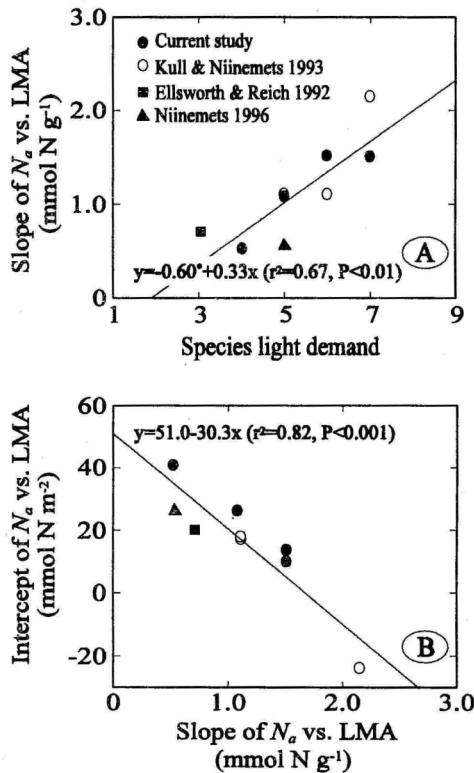 3.0
2.0
1.0
0
Slope of Na vs. LMA
(mmol N g-1)
Current study
Kull & Niinemets 1993
Ellsworth & Reich 1992
Niinemets 1996
y=-0.60*+0.33x (r²=0.67, P<0.01)
A
1 3 5 7 9
Species light demand
60
40
20
0
-20
Intercept of Na vs. LMA
(mmol N m-2)
y=51.0-30.3x (r²=0.82, P<0.001)
B
0 1.0 2.0 3.0
Slope of Na vs. LMA
(mmol N g-1)